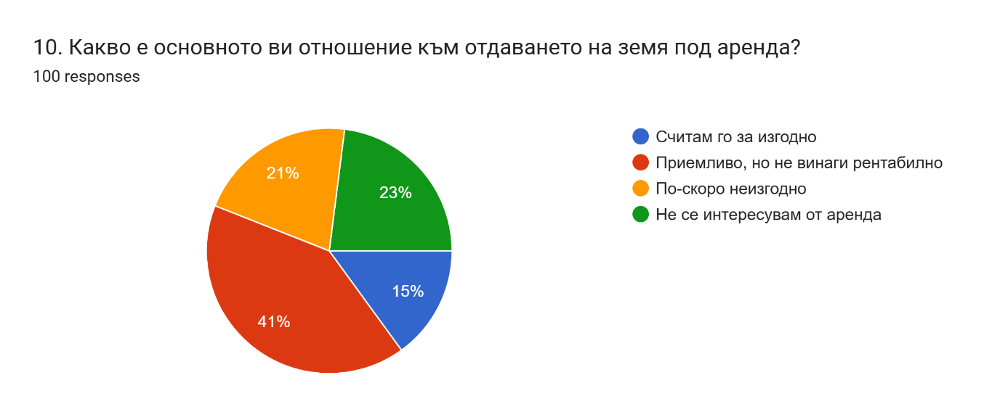 10. Какво е основното ви отношение към отдаването на земя под аренда?
100 responses
Считам го за изгодно
Приемливо, но не винаги рентабилно
По-скоро неизгодно
Не се интересувам от аренда
21%
23%
15%
41%